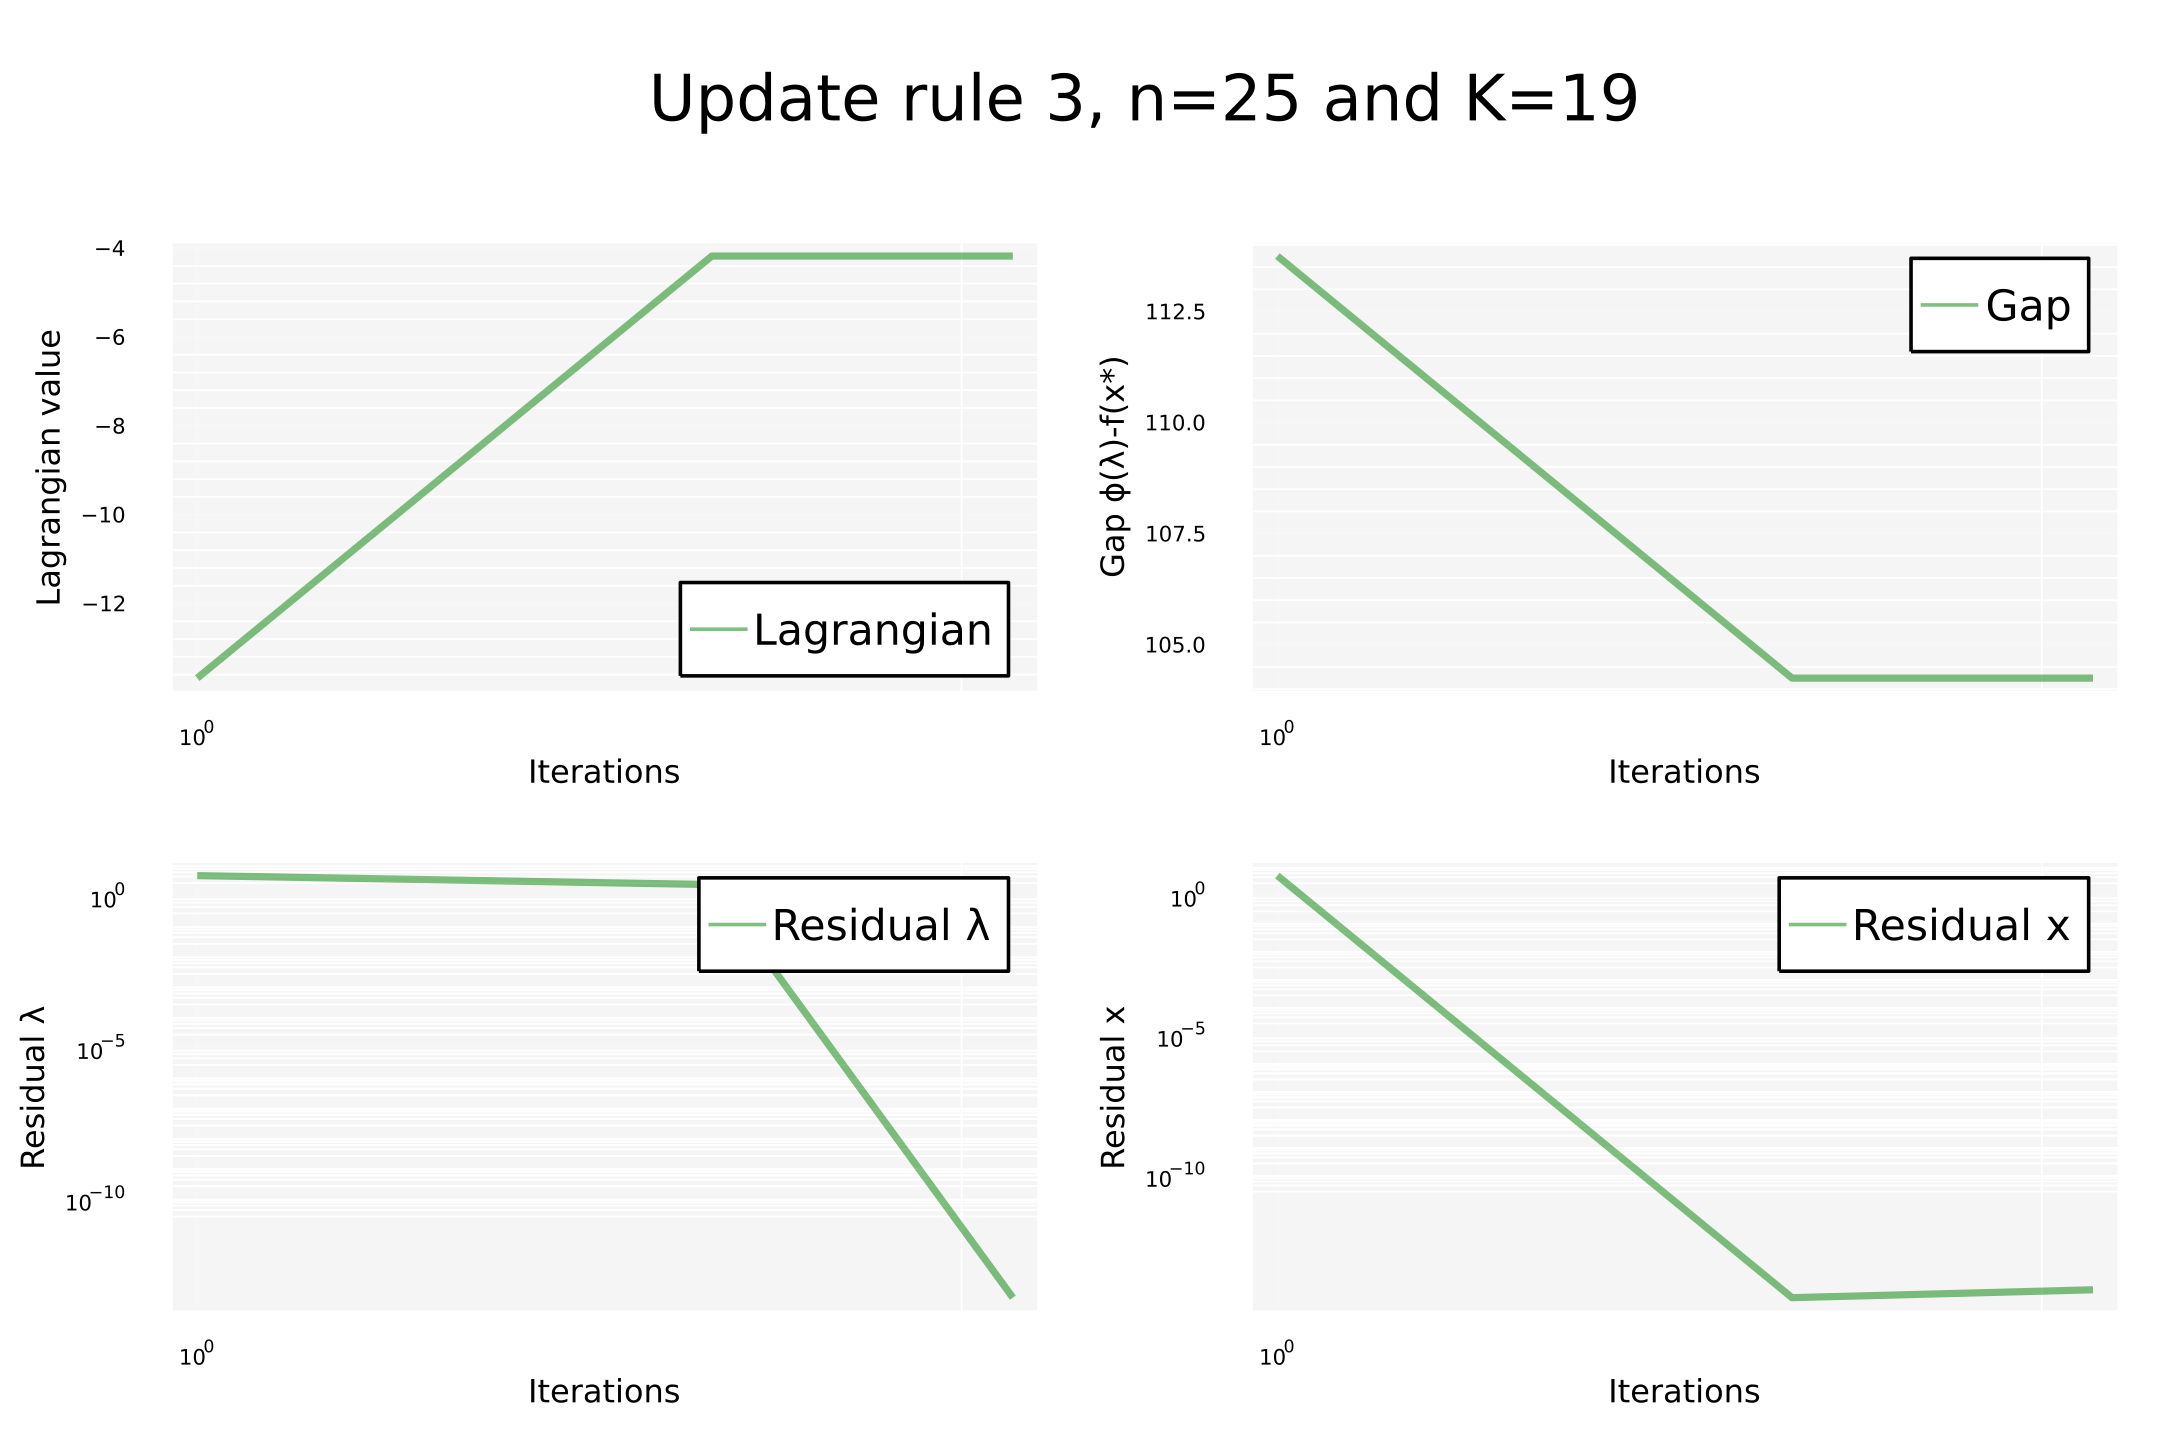 Update rule 3, n=25 and K=19
Lagrangian value
−4
−6
−8
−10
−12
Lagrangian
10⁰
Iterations
Gap ϕ(λ)-f(x*)
112.5
110.0
107.5
105.0
Gap
10⁰
Iterations
Residual λ
10⁰
10⁻⁵
10⁻¹⁰
Residual λ
10⁰
Iterations
Residual x
10⁰
10⁻⁵
10⁻¹⁰
Residual x
10⁰
Iterations